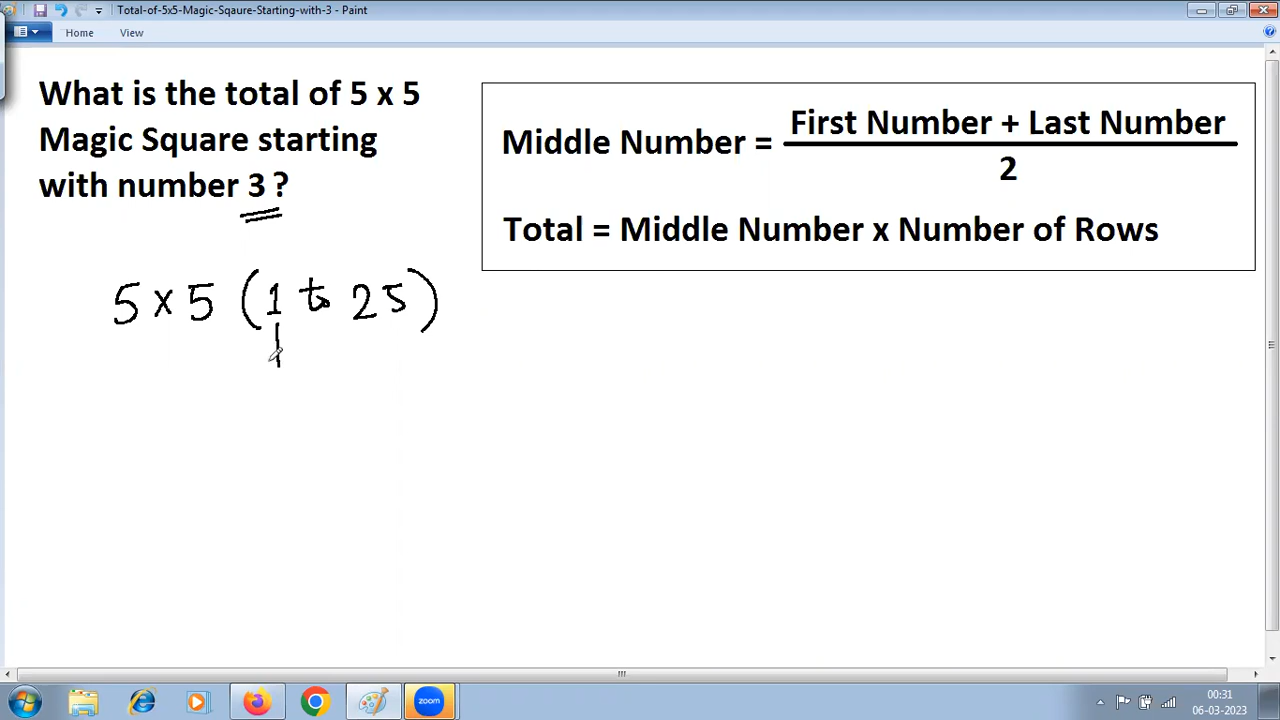 Total-of-5x5-Magic-Sqaure-Starting-with-3 - Paint
Home View
What is the total of 5 x 5
Magic Square starting
with number 3 ?
Middle Number = First Number + Last Number
2
Total = Middle Number x Number of Rows
5 x 5 (1 to 25)
zoom
00:31
06-03-2023